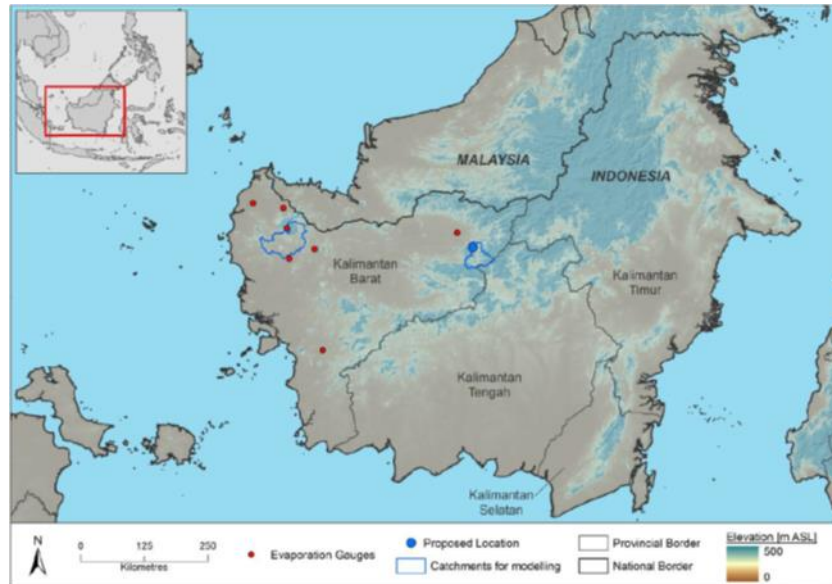 MALAYSIA
INDONESIA
Kalimantan
Barat
Kalimantan
Timur
Kalimantan
Tengah
Kalimantan
Selatan
N
0 125 250
Kilometres
Evaporation Gauges
Proposed Location
Catchments for modelling
Provincial Border
National Border
Elevation [m ASL]
500
0